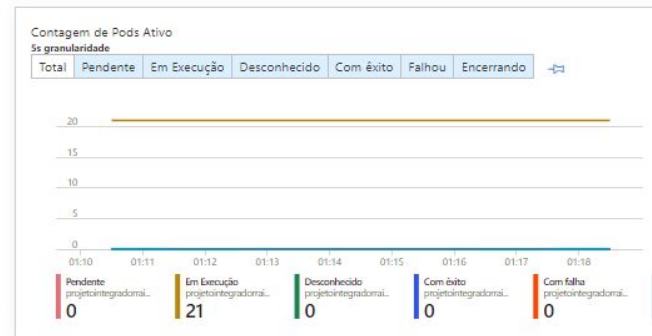 Contagem de Pods Ativo
5s granularidade
Total Pendente Em Execução Desconhecido Com êxito Falhou Encerrando
20
15
10
5
0
01:10 01:11 01:12 01:13 01:14 01:15 01:16 01:17 01:18
Pendente Em Execução Desconhecido Com êxito Com falha
projetointegradorrai... projetointegradorrai... projetointegradorrai... projetointegradorrai... projetointegradorrai...
0 21 0 0 0